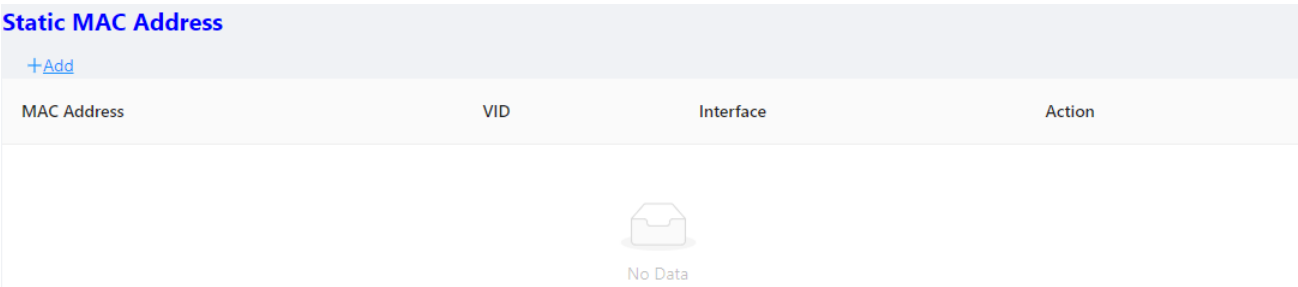 Static MAC Address
+Add
MAC Address VID Interface Action
No Data